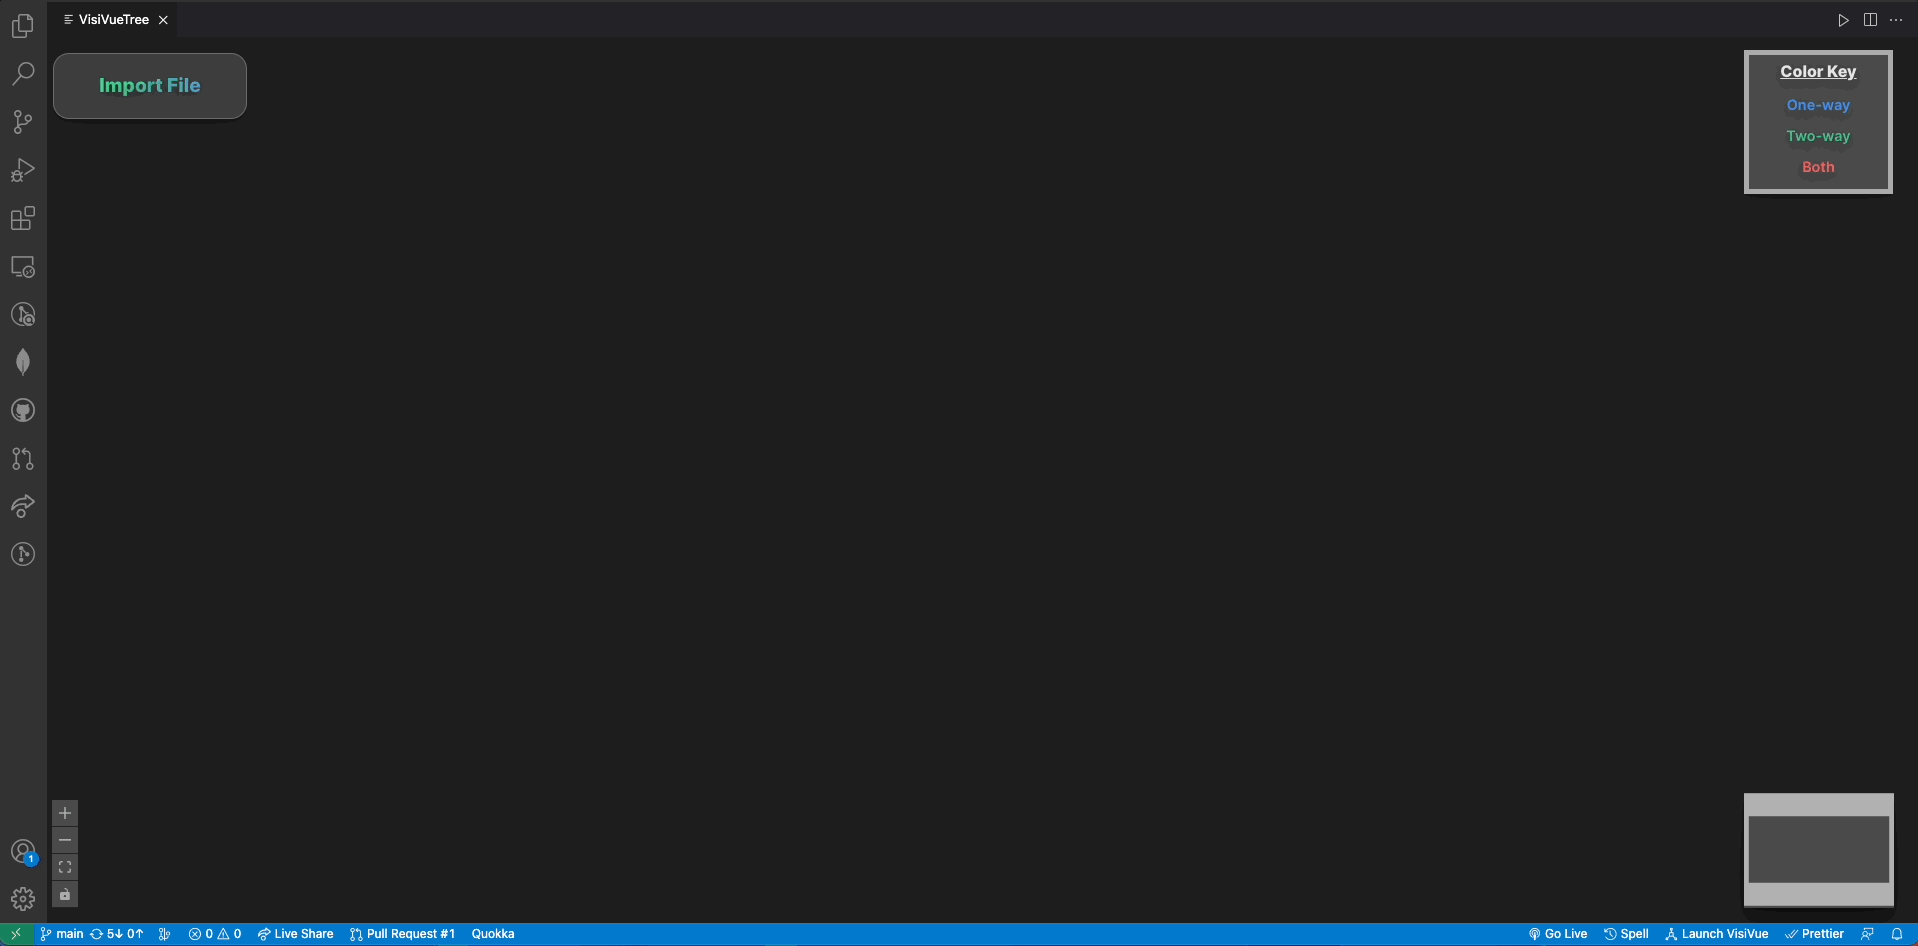 VisiVueTree
Import File
Color Key
One-way
Two-way
Both
1
main 5↓ 0↑ 0 0 Live Share Pull Request #1 Quokka Go Live Spell Launch VisiVue Prettier